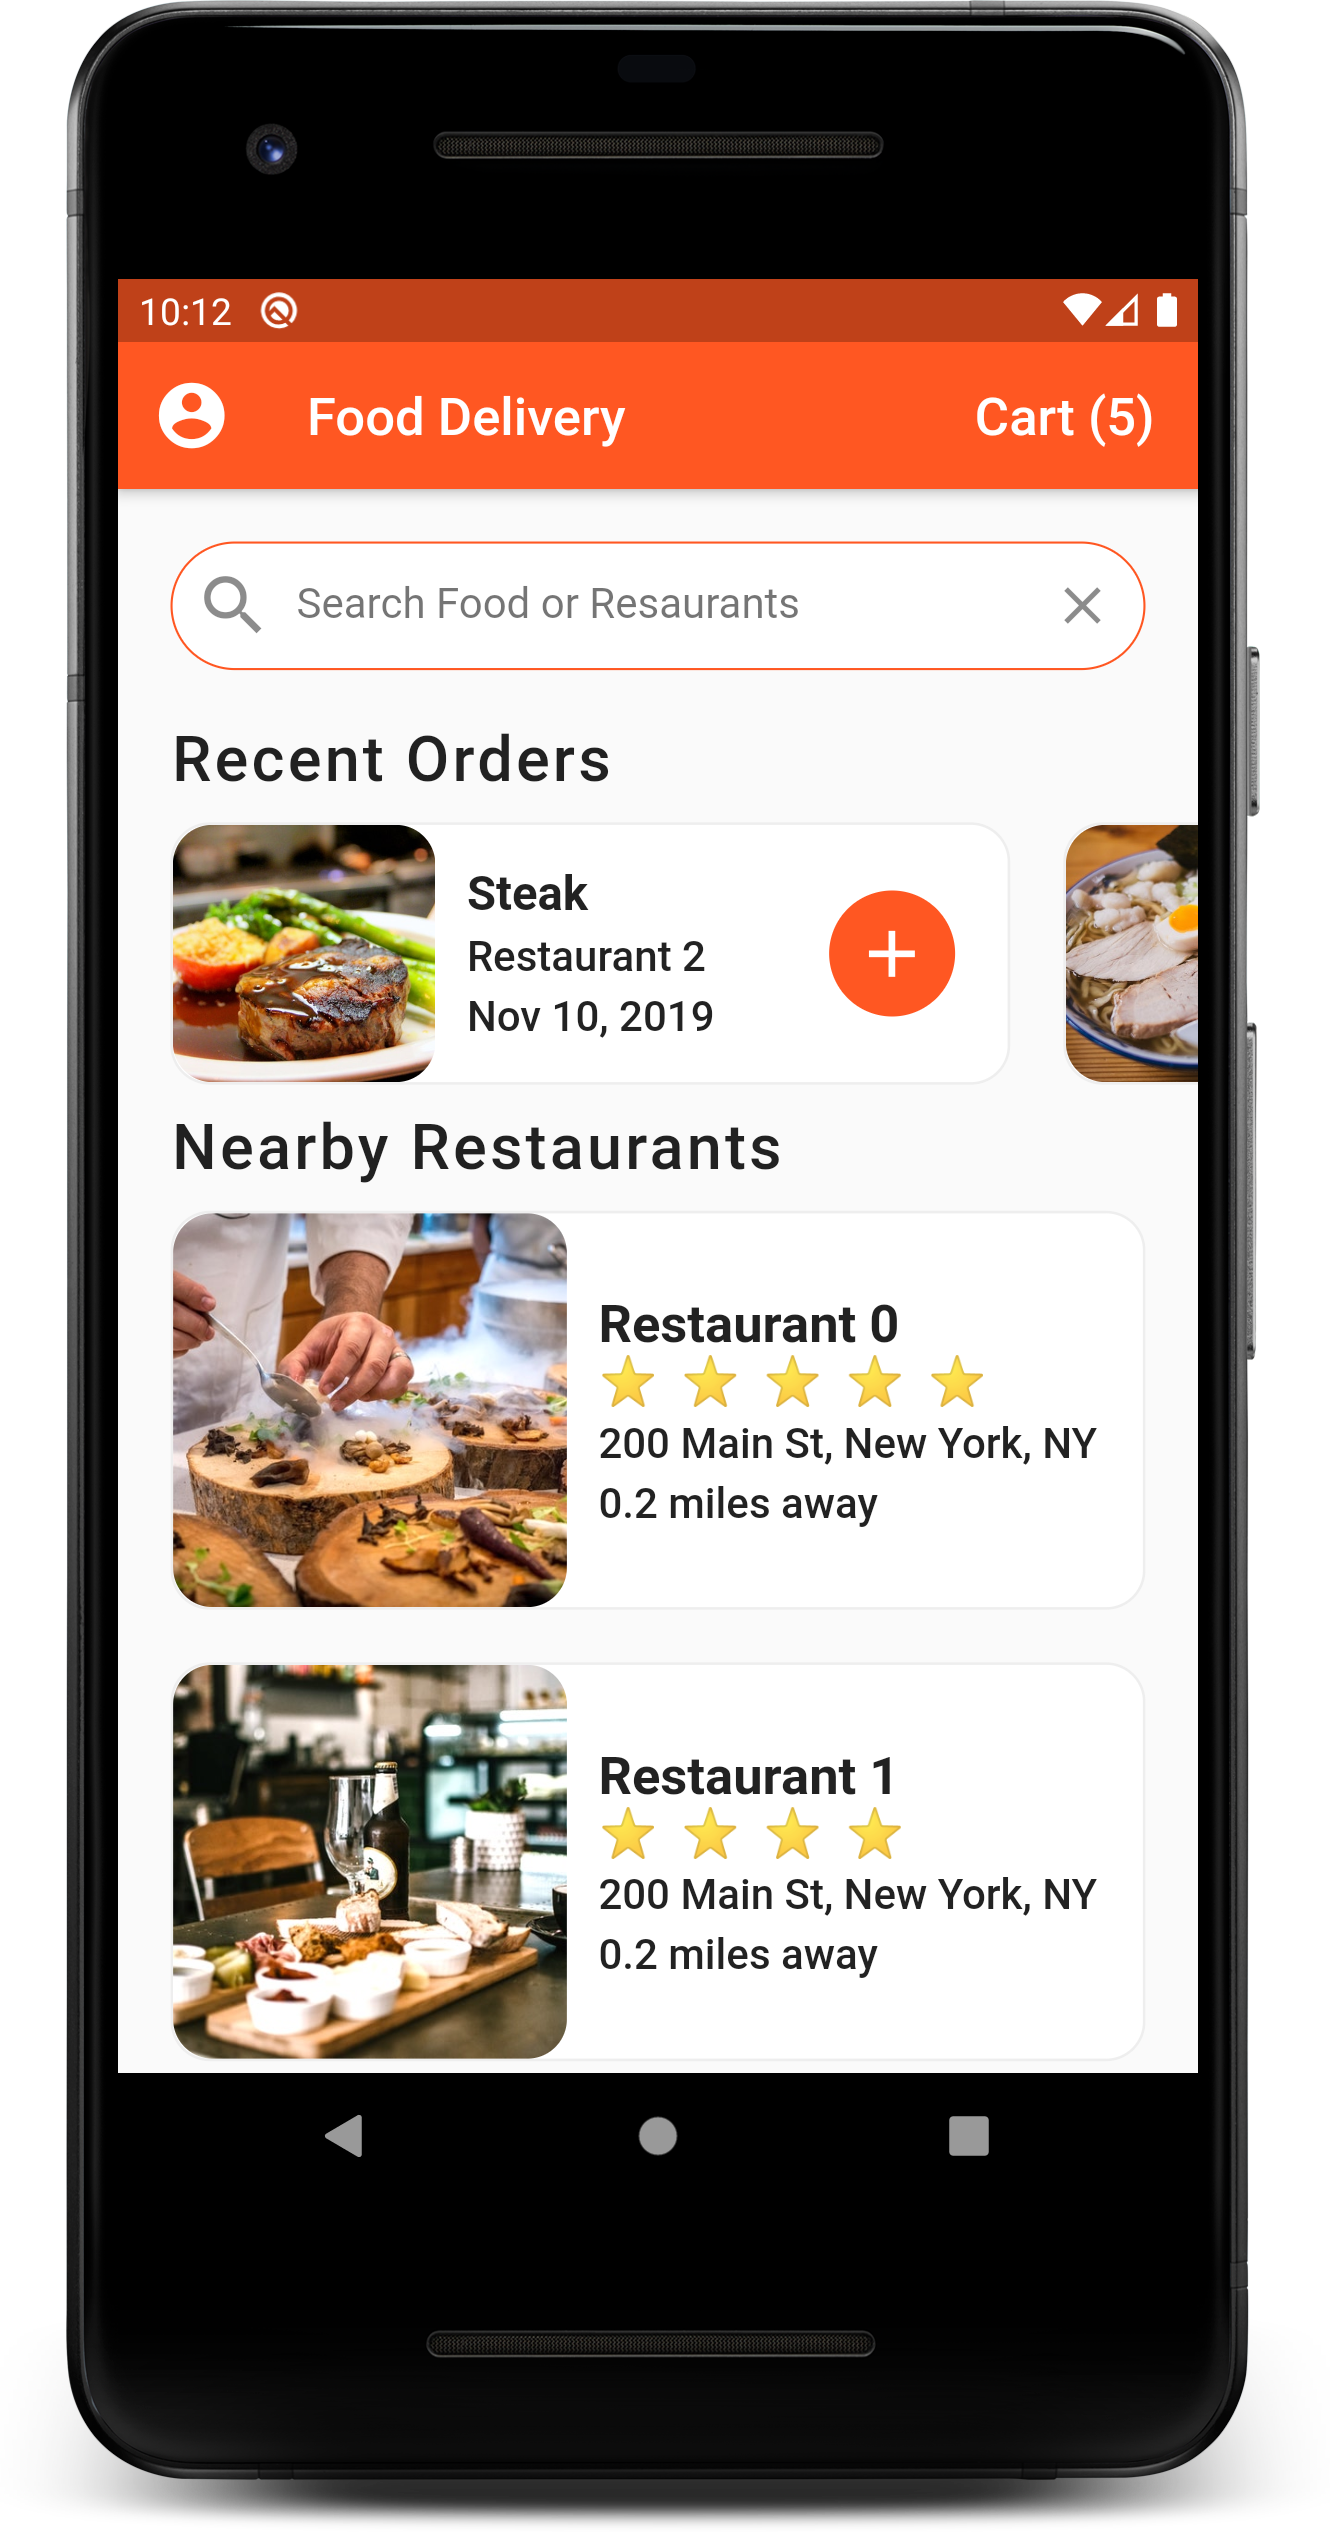 10:12
Food Delivery
Cart (5)
Search Food or Resaurants
Recent Orders
Steak
Restaurant 2
Nov 10, 2019
Nearby Restaurants
Restaurant 0
200 Main St, New York, NY
0.2 miles away
Restaurant 1
200 Main St, New York, NY
0.2 miles away